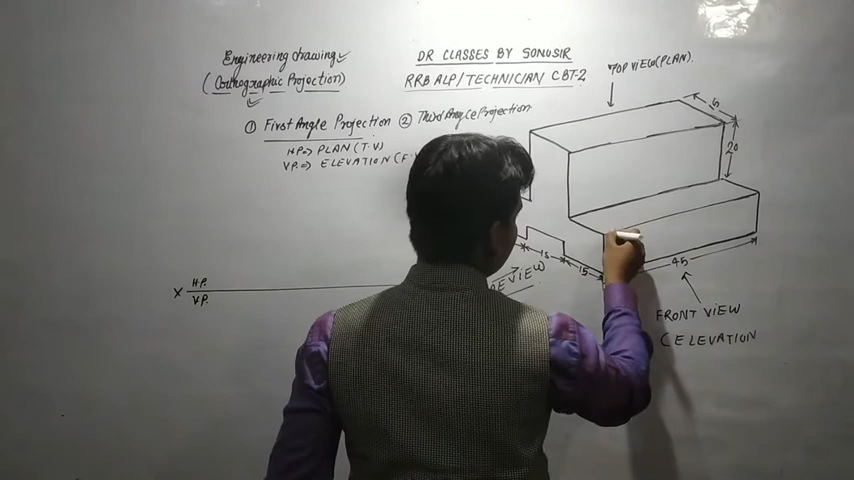 Engineering drawing
(Orthographic Projection)
DR CLASSES BY SONUSIR
RRB ALP/TECHNICIAN CBT-2
① First Angle Projection ② Third Angle Projection
HP⇒ PLAN (T.V)
VP.⇒ ELEVATION (F.V
TOP VIEW (PLAN).
15
20
15
15
45
VIEW
FRONT VIEW
(ELEVATION
X
H.P.
V.P.